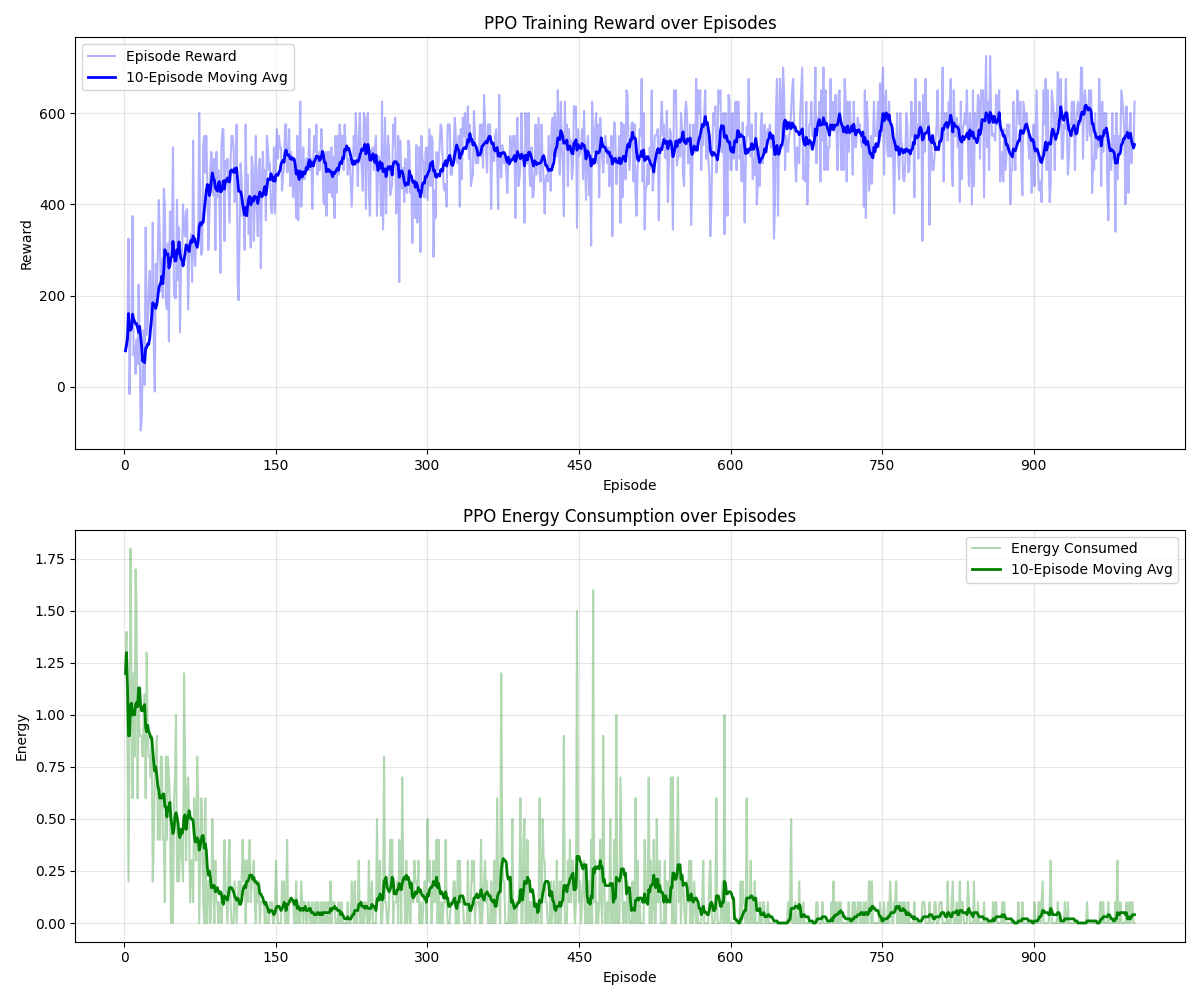 PPO Training Reward over Episodes
Episode Reward
10-Episode Moving Avg
Reward
600
400
200
0
0 150 300 450 600 750 900
Episode
PPO Energy Consumption over Episodes
Energy Consumed
10-Episode Moving Avg
Energy
1.75
1.50
1.25
1.00
0.75
0.50
0.25
0.00
0 150 300 450 600 750 900
Episode